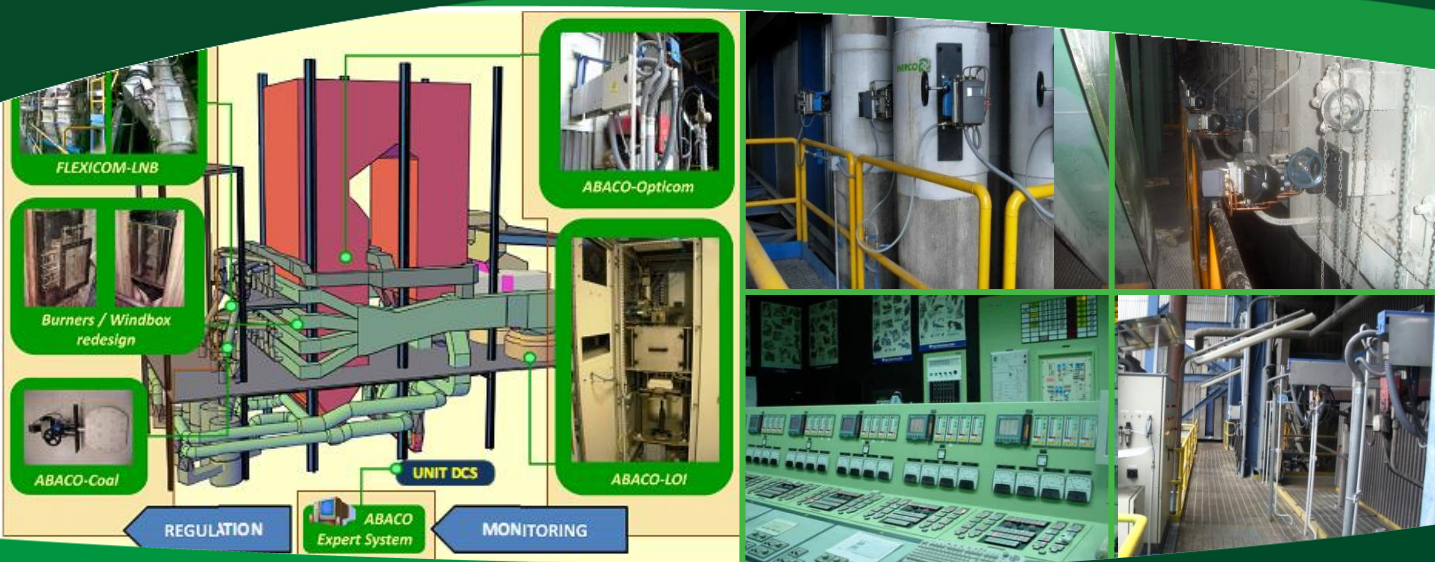 FLEXICOM-LNB
ABACO-Opticom
Burners / Windbox
redesign
ABACO-Coal
ABACO-LOI
UNIT DCS
REGULATION
ABACO
Expert System
MONITORING